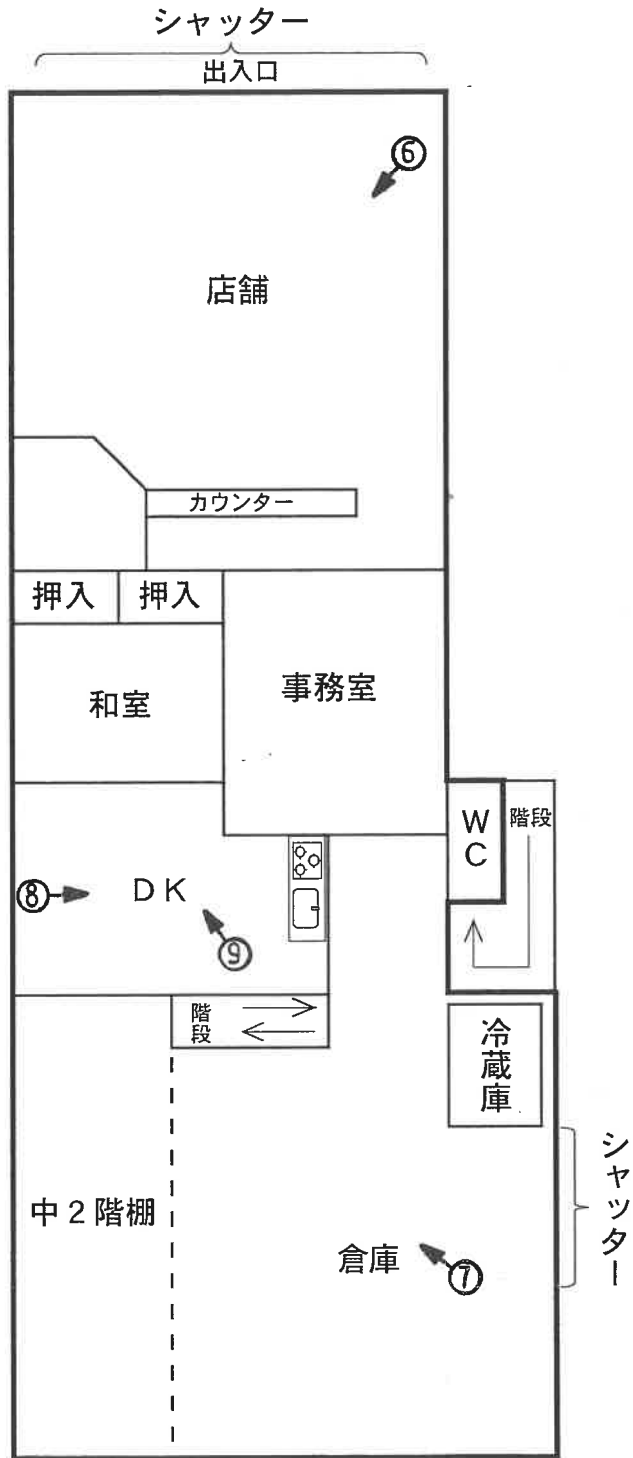 シャッター
出入口
⑥
店舗
カウンター
押入
押入
和室
事務室
WC
階段
⑧
DK
⑨
階段
冷蔵庫
シャッター
中2階棚
倉庫
⑦